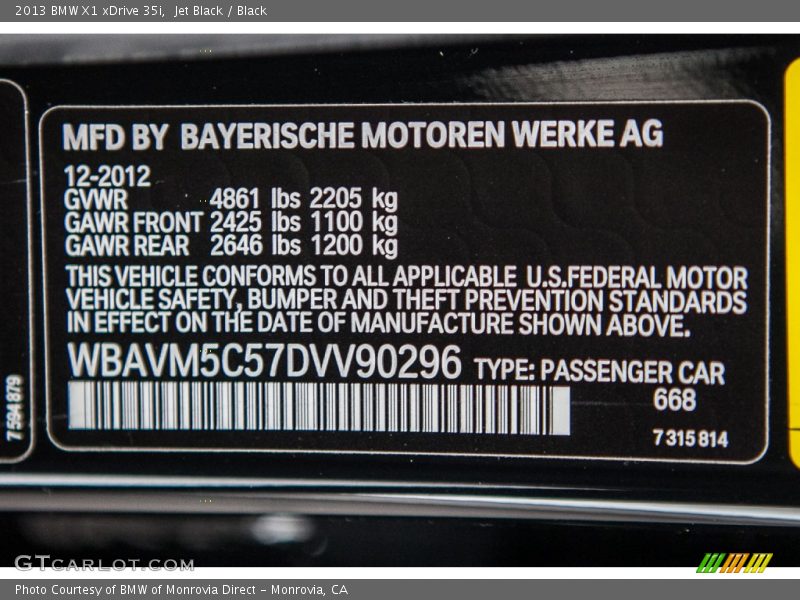 2013 BMW X1 xDrive 35i, Jet Black / Black
MFD BY BAYERISCHE MOTOREN WERKE AG
12-2012
GVWR 4861 lbs 2205 kg
GAWR FRONT 2425 lbs 1100 kg
GAWR REAR 2646 lbs 1200 kg
THIS VEHICLE CONFORMS TO ALL APPLICABLE U.S.FEDERAL MOTOR
VEHICLE SAFETY, BUMPER AND THEFT PREVENTION STANDARDS
IN EFFECT ON THE DATE OF MANUFACTURE SHOWN ABOVE.
WBAVM5C57DVV90296 TYPE: PASSENGER CAR
668
7 315 814
7 594 879
GTCARLOT.COM
Photo Courtesy of BMW of Monrovia Direct - Monrovia, CA